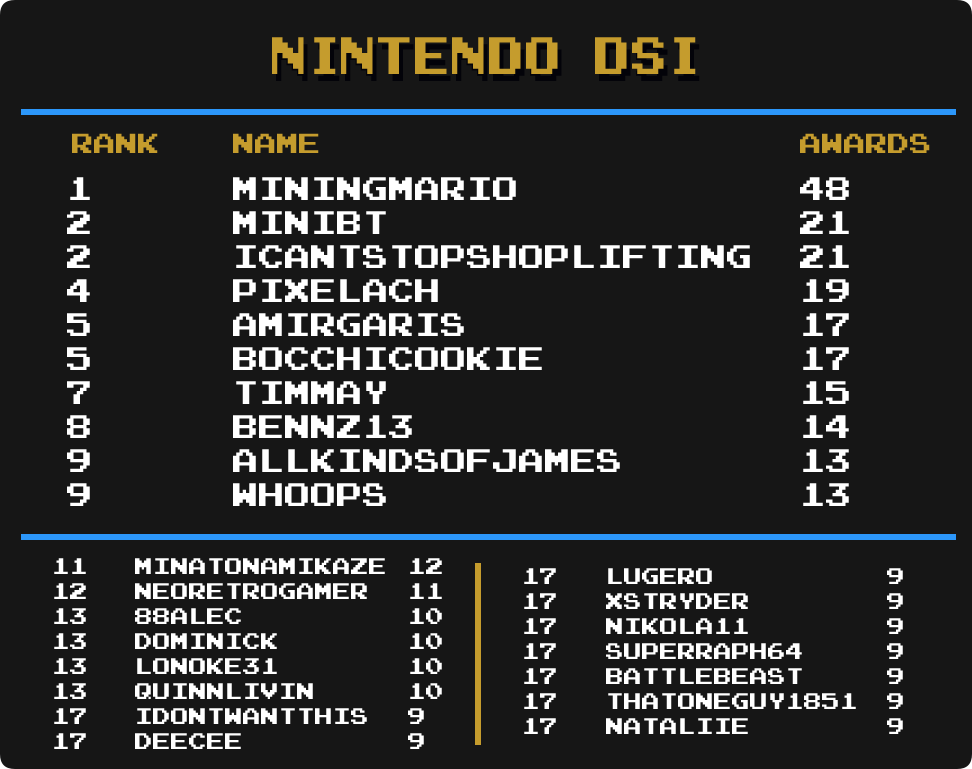 NINTENDO DSI
RANK NAME AWARDS
1 MININGMARIO 48
2 MINIBT 21
2 ICANTSTOPSHOPLIFTING 21
4 PIXELACH 19
5 AMIRGARIS 17
5 BOCCHICOOKIE 17
7 TIMMAY 15
8 BENNZ13 14
9 ALLKINDSOFJAMES 13
9 WHOOPS 13
11 MINATONAMIKAZE 12
12 NEORETROGAMER 11
13 88ALEC 10
13 DOMINICK 10
13 LONOKE31 10
13 QUINNLIVIN 10
17 IDONTWANTTHIS 9
17 DEECEE 9
17 LUGERO 9
17 XSTRYDER 9
17 NIKOLA11 9
17 SUPERRAPH64 9
17 BATTLEBEAST 9
17 THATONEGUY1851 9
17 NATALIIE 9